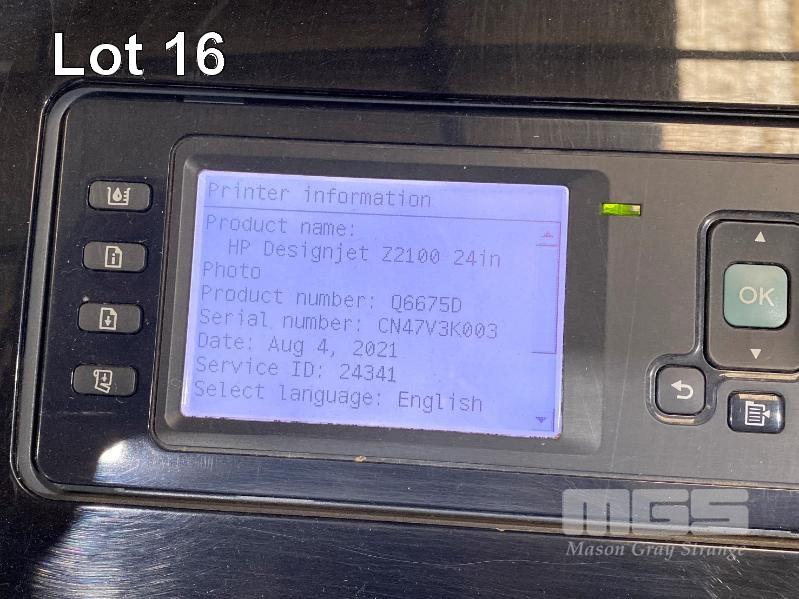 Lot 16
Printer information
Product name:
HP Designjet Z2100 24in
Photo
Product number: Q6675D
Serial number: CN47V3K003
Date: Aug 4, 2021
Service ID: 24341
Select language: English
OK
MGS
Mason Gray Strange